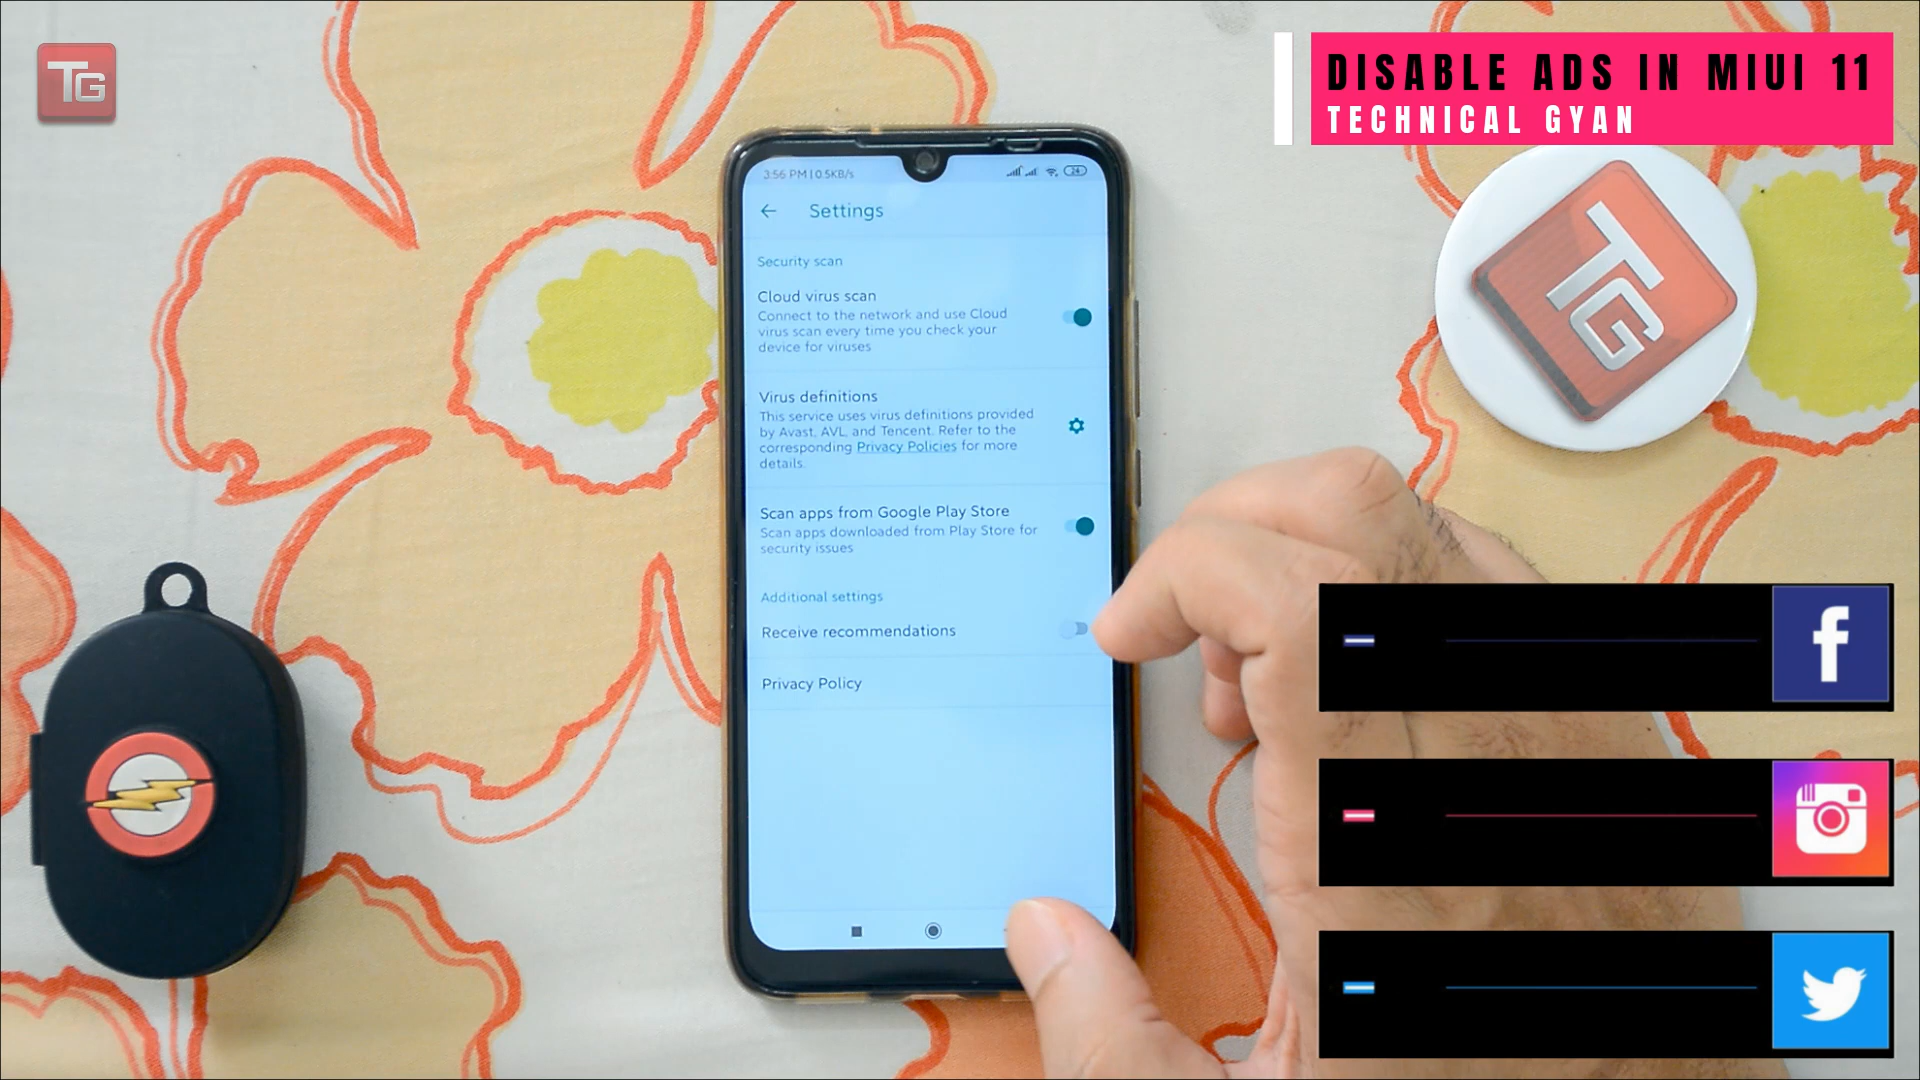 TG
DISABLE ADS IN MIUI 11
TECHNICAL GYAN
3:56 PM | 0.5KB/s
24
Settings
Security scan
Cloud virus scan
Connect to the network and use Cloud
virus scan every time you check your
device for viruses
Virus definitions
This service uses virus definitions provided
by Avast, AVL, and Tencent. Refer to the
corresponding Privacy Policies for more
details.
Scan apps from Google Play Store
Scan apps downloaded from Play Store for
security issues
Additional settings
Receive recommendations
Privacy Policy
TG
f